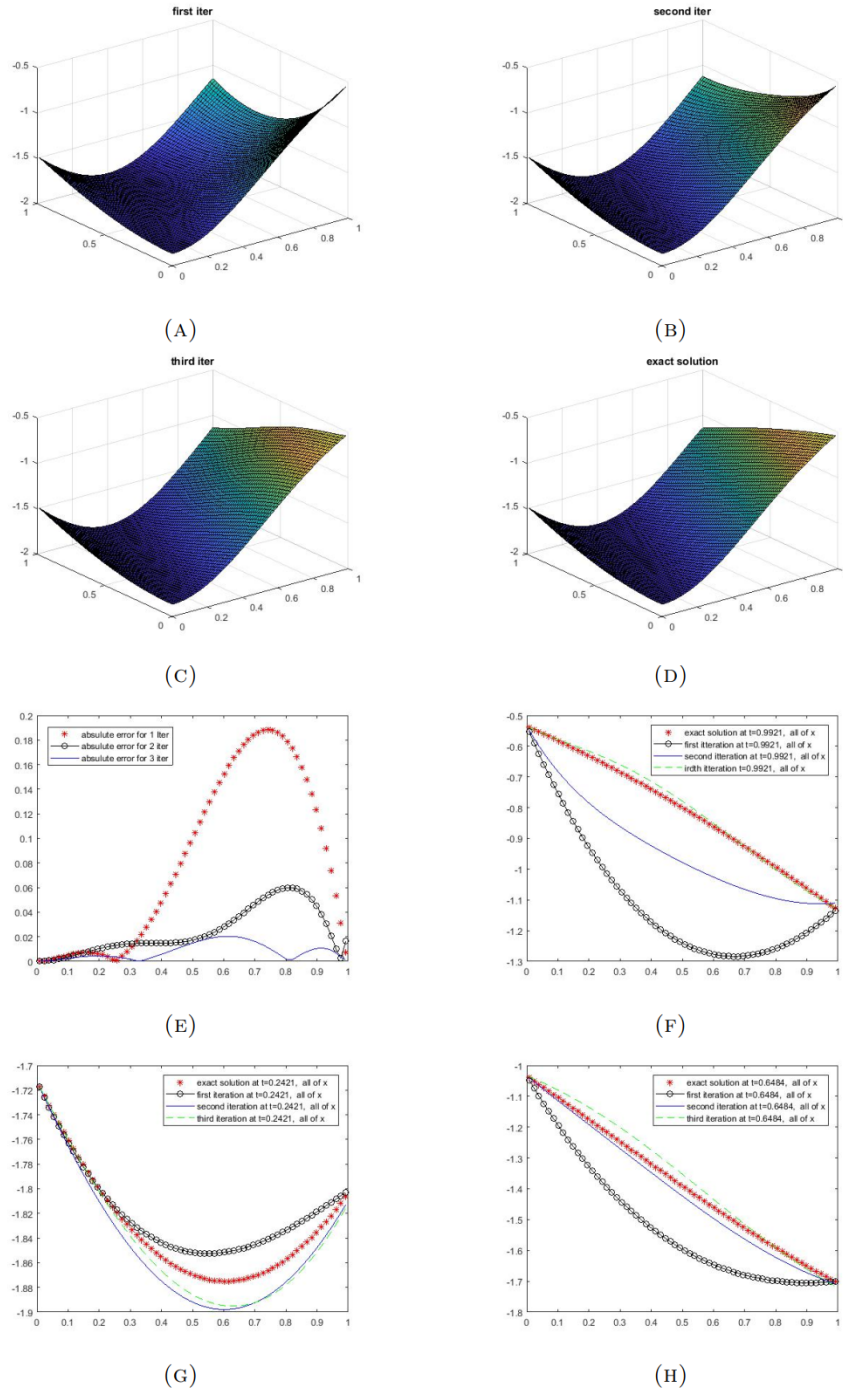 first iter
second iter
-0.5
-1
-1.5
-2
1
0.5
0
0
0.2
0.4
0.6
0.8
1
-0.5
-1
-1.5
-2
1
0.5
0
0
0.2
0.4
0.6
0.8
(A)
(B)
third iter
exact solution
-0.5
-1
-1.5
-2
1
0.5
0
0
0.2
0.4
0.6
0.8
1
-0.5
-1
-1.5
-2
1
0.5
0
0
0.2
0.4
0.6
0.8
1
(C)
(D)
0.2
0.18
0.16
0.14
0.12
0.1
0.08
0.06
0.04
0.02
0
absolute error for 1 Iter
absolute error for 2 iter
absolute error for 3 iter
0 0.1 0.2 0.3 0.4 0.5 0.6 0.7 0.8 0.9 1
-0.5
-0.6
-0.7
-0.8
-0.9
-1
-1.1
-1.2
-1.3
exact solution at t=0.9921, all of x
first itteration at t=0.9921, all of x
second itteration at t=0.9921, all of x
irdth itteration t=0.9921, all of x
0 0.1 0.2 0.3 0.4 0.5 0.6 0.7 0.8 0.9 1
(E)
(F)
-1.7
-1.72
-1.74
-1.76
-1.78
-1.8
-1.82
-1.84
-1.86
-1.88
-1.9
exact solution at t=0.2421, all of x
first iteration at t=0.2421, all of x
second iteration at t=0.2421, all of x
third iteration at t=0.2421, all of x
0 0.1 0.2 0.3 0.4 0.5 0.6 0.7 0.8 0.9 1
-1
-1.1
-1.2
-1.3
-1.4
-1.5
-1.6
-1.7
-1.8
exact solution at t=0.6484, all of x
first iteration at t=0.6484, all of x
second iteration at t=0.6484, all of x
third iteration at t=0.6484, all of x
0 0.1 0.2 0.3 0.4 0.5 0.6 0.7 0.8 0.9 1
(G)
(H)